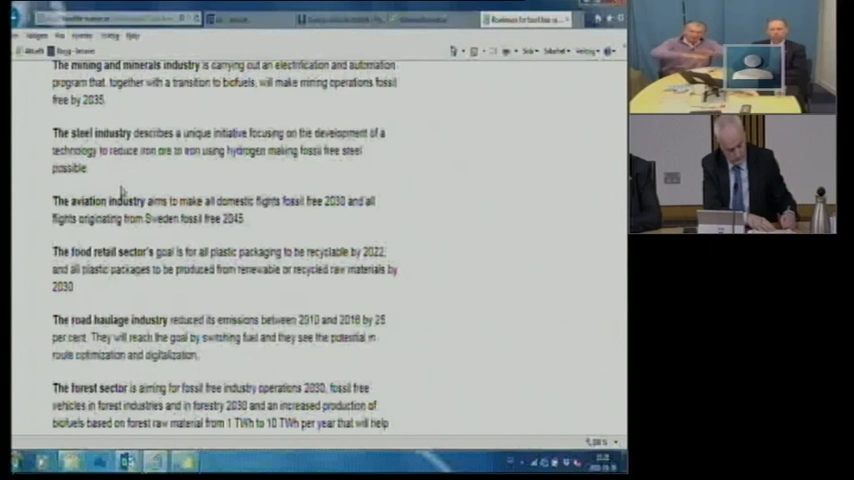 The mining and minerals industry is carrying out an electrification and automation
program that, together with a transition to biofuels, will make mining operations fossil
free by 2035.
The steel industry describes a unique initiative focusing on the development of a
technology to reduce iron ore to iron using hydrogen making fossil free steel
possible
The aviation industry aims to make all domestic flights fossil free 2030 and all
flights originating from Sweden fossil free 2045
The food retail sector's goal is for all plastic packaging to be recyclable by 2022,
and all plastic packages to be produced from renewable or recycled raw materials by
2030
The road haulage industry reduced its emissions between 2010 and 2016 by 25
per cent. They will reach the goal by switching fuel and they see the potential in
route optimization and digitalization.
The forest sector is aiming for fossil free industry operations 2030, fossil free
vehicles in forest industries and in forestry 2030 and an increased production of
biofuels based on forest raw material from 1 TWh to 10 TWh per year that will help